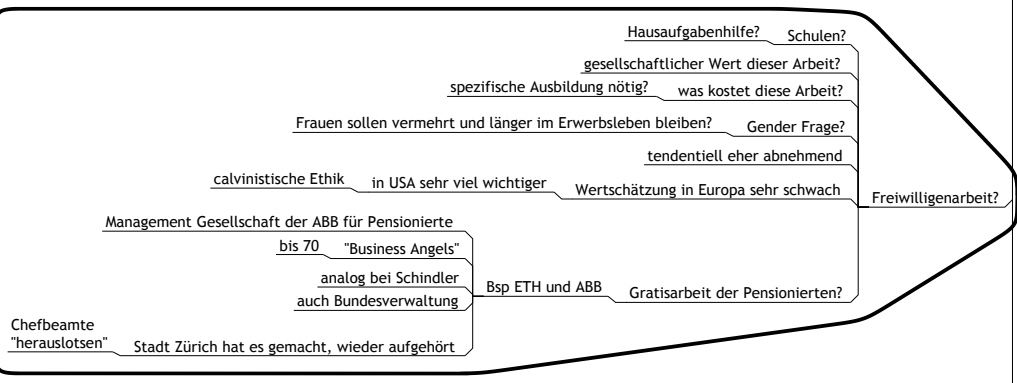 Hausaufgabenhilfe?
Schulen?
gesellschaftlicher Wert dieser Arbeit?
spezifische Ausbildung nötig?
was kostet diese Arbeit?
Frauen sollen vermehrt und länger im Erwerbsleben bleiben?
Gender Frage?
tendentiell eher abnehmend
calvinistische Ethik
in USA sehr viel wichtiger
Wertschätzung in Europa sehr schwach
Freiwilligenarbeit?
Management Gesellschaft der ABB für Pensionierte
bis 70
"Business Angels"
analog bei Schindler
Bsp ETH und ABB
Gratisarbeit der Pensionierten?
auch Bundesverwaltung
Chefbeamte
"herauslotsen"
Stadt Zürich hat es gemacht, wieder aufgehört